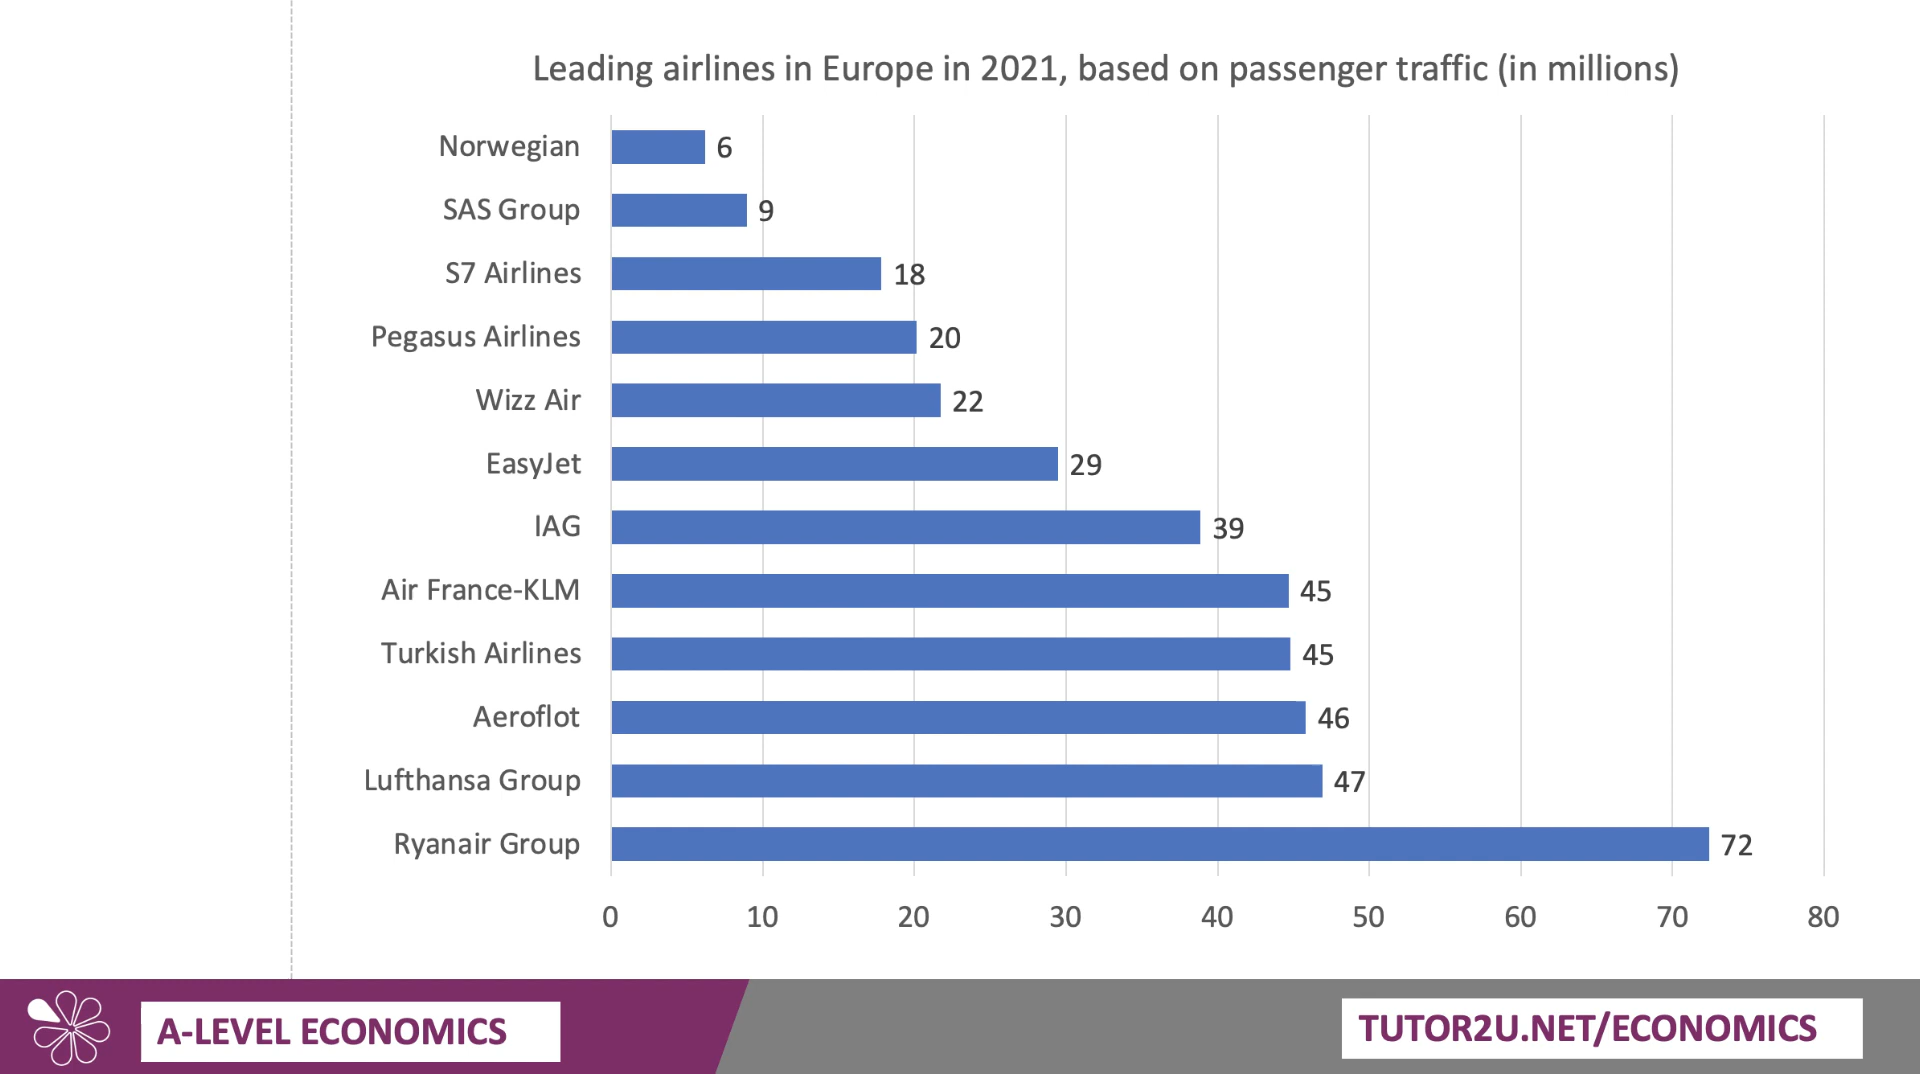 Leading airlines in Europe in 2021, based on passenger traffic (in millions)
Norwegian 6
SAS Group 9
S7 Airlines 18
Pegasus Airlines 20
Wizz Air 22
EasyJet 29
IAG 39
Air France-KLM 45
Turkish Airlines 45
Aeroflot 46
Lufthansa Group 47
Ryanair Group 72
0 10 20 30 40 50 60 70 80
A-LEVEL ECONOMICS
TUTOR2U.NET/ECONOMICS